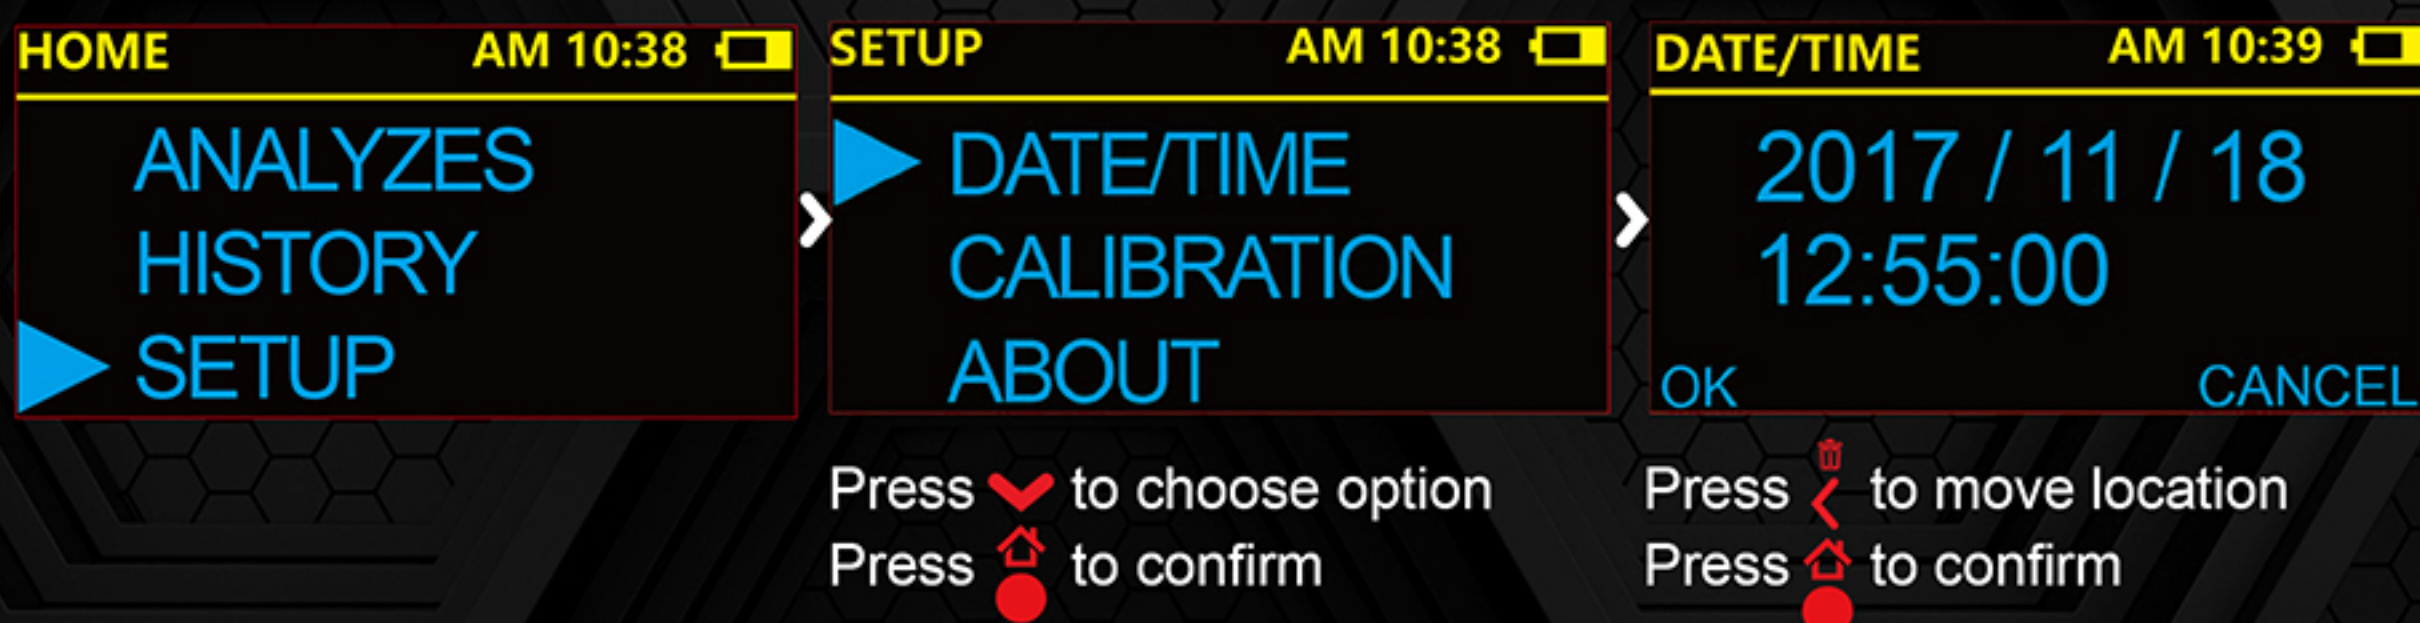 HOME AM 10:38
ANALYZES
HISTORY
SETUP
SETUP AM 10:38
DATE/TIME
CALIBRATION
ABOUT
Press to choose option
Press to confirm
DATE/TIME AM 10:39
2017 / 11 / 18
12:55:00
OK CANCEL
Press to move location
Press to confirm